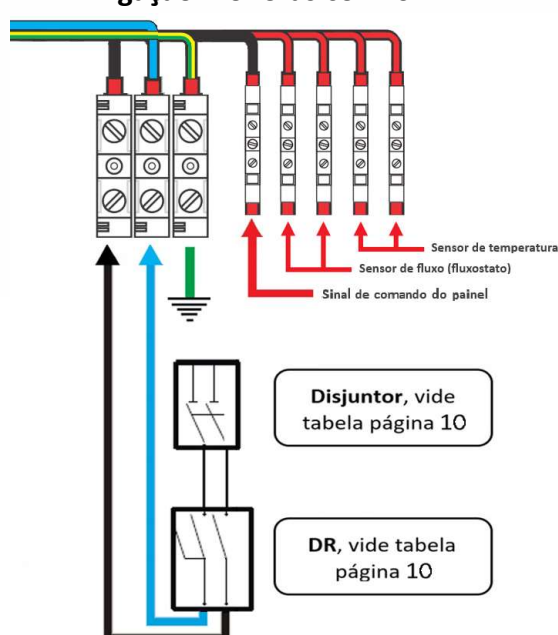 Sensor de temperatura
Sensor de fluxo (fluxostato)
Sinal de comando do painel
Disjuntor, vide
tabela página 10
DR, vide tabela
página 10